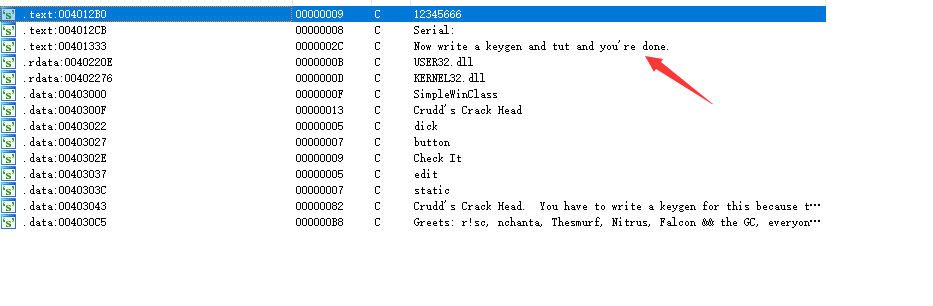 .text:004012B0 00000009 C 12345666
.text:004012CB 00000008 C Serial:
.text:00401333 0000002C C Now write a keygen and tut and you're done.
.rdata:0040220E 0000000B C USER32.dll
.rdata:00402276 0000000D C KERNEL32.dll
.data:00403000 0000000F C SimpleWinClass
.data:0040300F 00000013 C Crudd's Crack Head
.data:00403022 00000005 C dick
.data:00403027 00000007 C button
.data:0040302E 00000009 C Check It
.data:00403037 00000005 C edit
.data:0040303C 00000007 C static
.data:00403043 00000082 C Crudd's Crack Head. You have to write a keygen for this because t…
.data:004030C5 000000B8 C Greets: r!sc, nchanta, Thesmurf, Nitrus, Falcon && the GC, everyon…